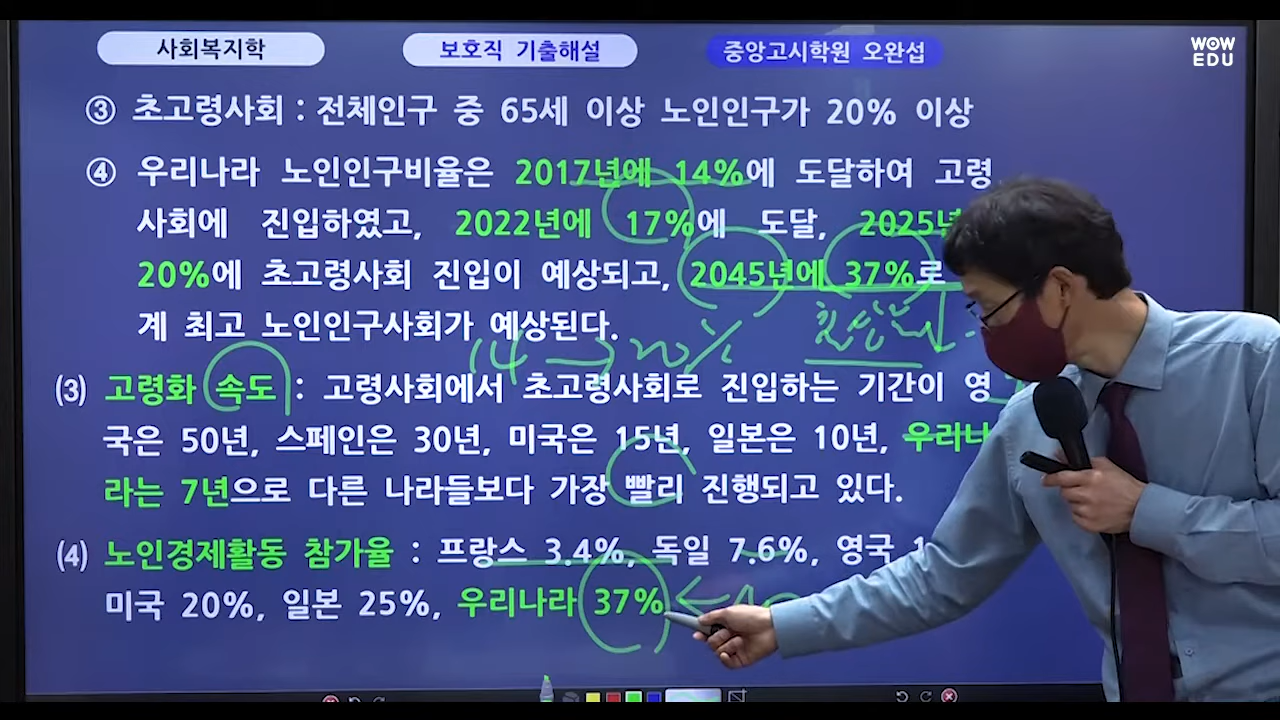 사회복지학
보호직 기출해설
중앙고시학원 오완섭
WOW
EDU
③ 초고령사회 : 전체인구 중 65세 이상 노인인구가 20% 이상
④ 우리나라 노인인구비율은 2017년에 14%에 도달하여 고령
사회에 진입하였고, 2022년에 17%에 도달, 2025년
20%에 초고령사회 진입이 예상되고, 2045년에 37%로
계 최고 노인인구사회가 예상된다.
14 → 20%
(3) 고령화 속도 : 고령사회에서 초고령사회로 진입하는 기간이 영
국은 50년, 스페인은 30년, 미국은 15년, 일본은 10년, 우리나
라는 7년으로 다른 나라들보다 가장 빨리 진행되고 있다.
(4) 노인경제활동 참가율 : 프랑스 3.4%, 독일 7.6%, 영국
미국 20%, 일본 25%, 우리나라 37%